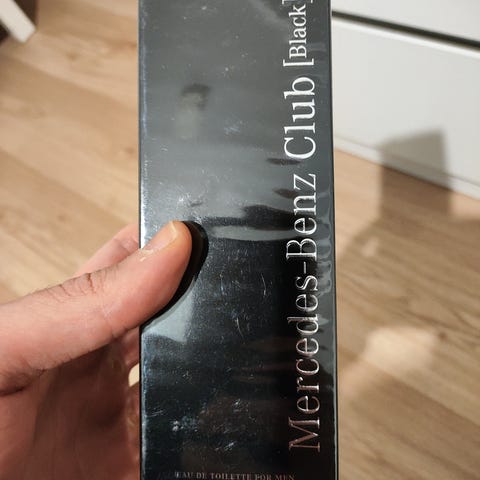 Mercedes-Benz Club [Black]
EAU DE TOILETTE FOR MEN